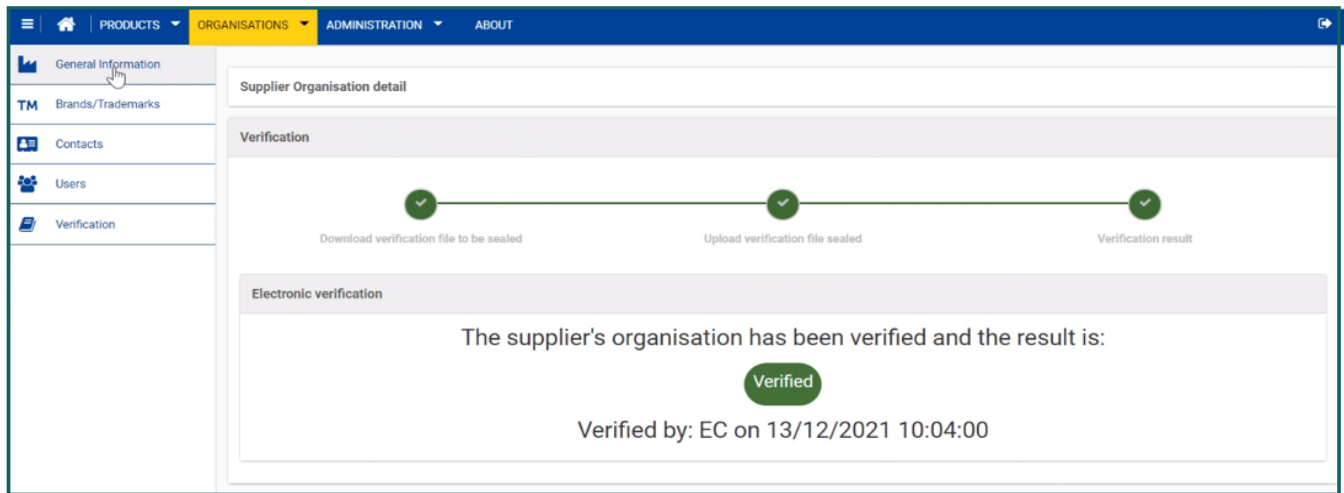 PRODUCTS ORGANISATIONS ADMINISTRATION ABOUT
General Information
TM Brands/Trademarks
Contacts
Users
Verification
Supplier Organisation detail
Verification
Download verification file to be sealed Upload verification file sealed Verification result
Electronic verification
The supplier's organisation has been verified and the result is:
Verified
Verified by: EC on 13/12/2021 10:04:00